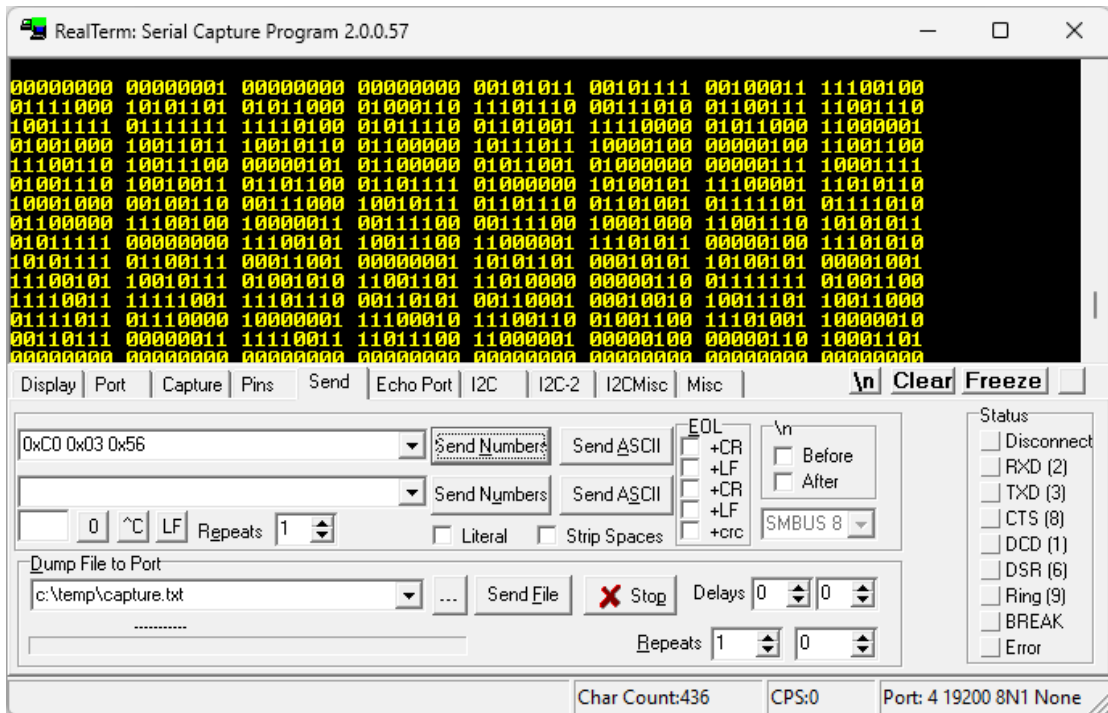 RealTerm: Serial Capture Program 2.0.0.57
00000000 00000001 00000000 00000000 00101011 00101111 00100011 11100100
01111000 10101101 01011000 01000110 11101110 00111010 01100111 11001110
10011111 01111111 11110100 01011110 01101001 11110000 01011000 11000001
01001000 10011011 10010110 01100000 10111011 10000100 00000100 11001100
11100110 10011100 00000101 01100000 01011001 01000000 00000111 10001111
01001110 10010011 01101100 01101111 01000000 10100101 11100001 11010110
10001000 00100110 00111000 10010111 01101110 01101001 01111101 01111010
01100000 11100100 10000011 00111100 00111100 10001000 11001110 10101011
01011111 00000000 11100101 10011100 11000001 11101011 00000100 11101010
10101111 01100111 00011001 00000001 10101101 00010101 10100101 00001000
11100101 10010111 01001010 11001101 11010000 00000110 01111111 01001100
11110011 11111001 11101110 00110101 00110001 00010010 10011101 10011000
01111011 01110000 10000001 11100010 11100110 01001100 11101001 10000010
00110111 00000011 11110011 11011100 11000001 00000100 00000110 10001101
00000000 00000000 00000000 00000000 00000000 00000000 00000000 00000000
Display Port Capture Pins Send Echo Port I2C I2C-2 I2CMisc Misc \n Clear Freeze
0xC0 0x03 0x56 Send Numbers Send ASCII EOL +CR +LF +CR +LF +crc \n Before After
Send Numbers Send ASCII
0 ^C LF Repeats 1 Literal Strip Spaces SMBUS 8
Dump File to Port
c:\temp\capture.txt ... Send File Stop Delays 0 0
-----------
Repeats 1 0
Status
Disconnect
RXD (2)
TXD (3)
CTS (8)
DCD (1)
DSR (6)
Ring (9)
BREAK
Error
Char Count:436 CPS:0 Port: 4 19200 8N1 None